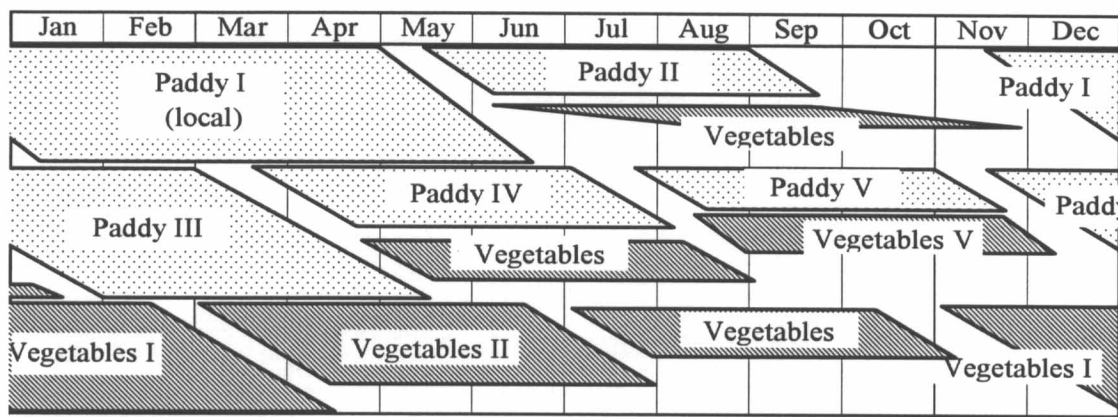 Jan Feb Mar Apr May Jun Jul Aug Sep Oct Nov Dec
Paddy I
(local)
Paddy II
Paddy I
Vegetables
Paddy III
Paddy IV
Paddy V
Paddy
Vegetables
Vegetables V
Vegetables I
Vegetables II
Vegetables
Vegetables I